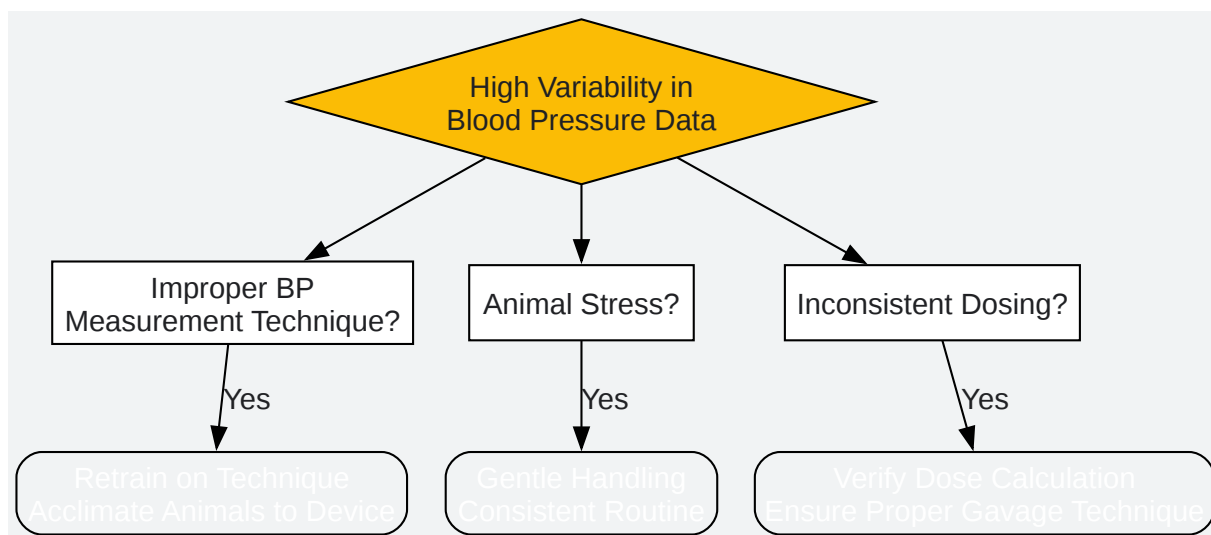 High Variability in
Blood Pressure Data
Improper BP
Measurement Technique?
Animal Stress?
Inconsistent Dosing?
Yes
Yes
Yes
Retrain on Technique
Acclimate Animals to Device
Gentle Handling
Consistent Routine
Verify Dose Calculation
Ensure Proper Gavage Technique